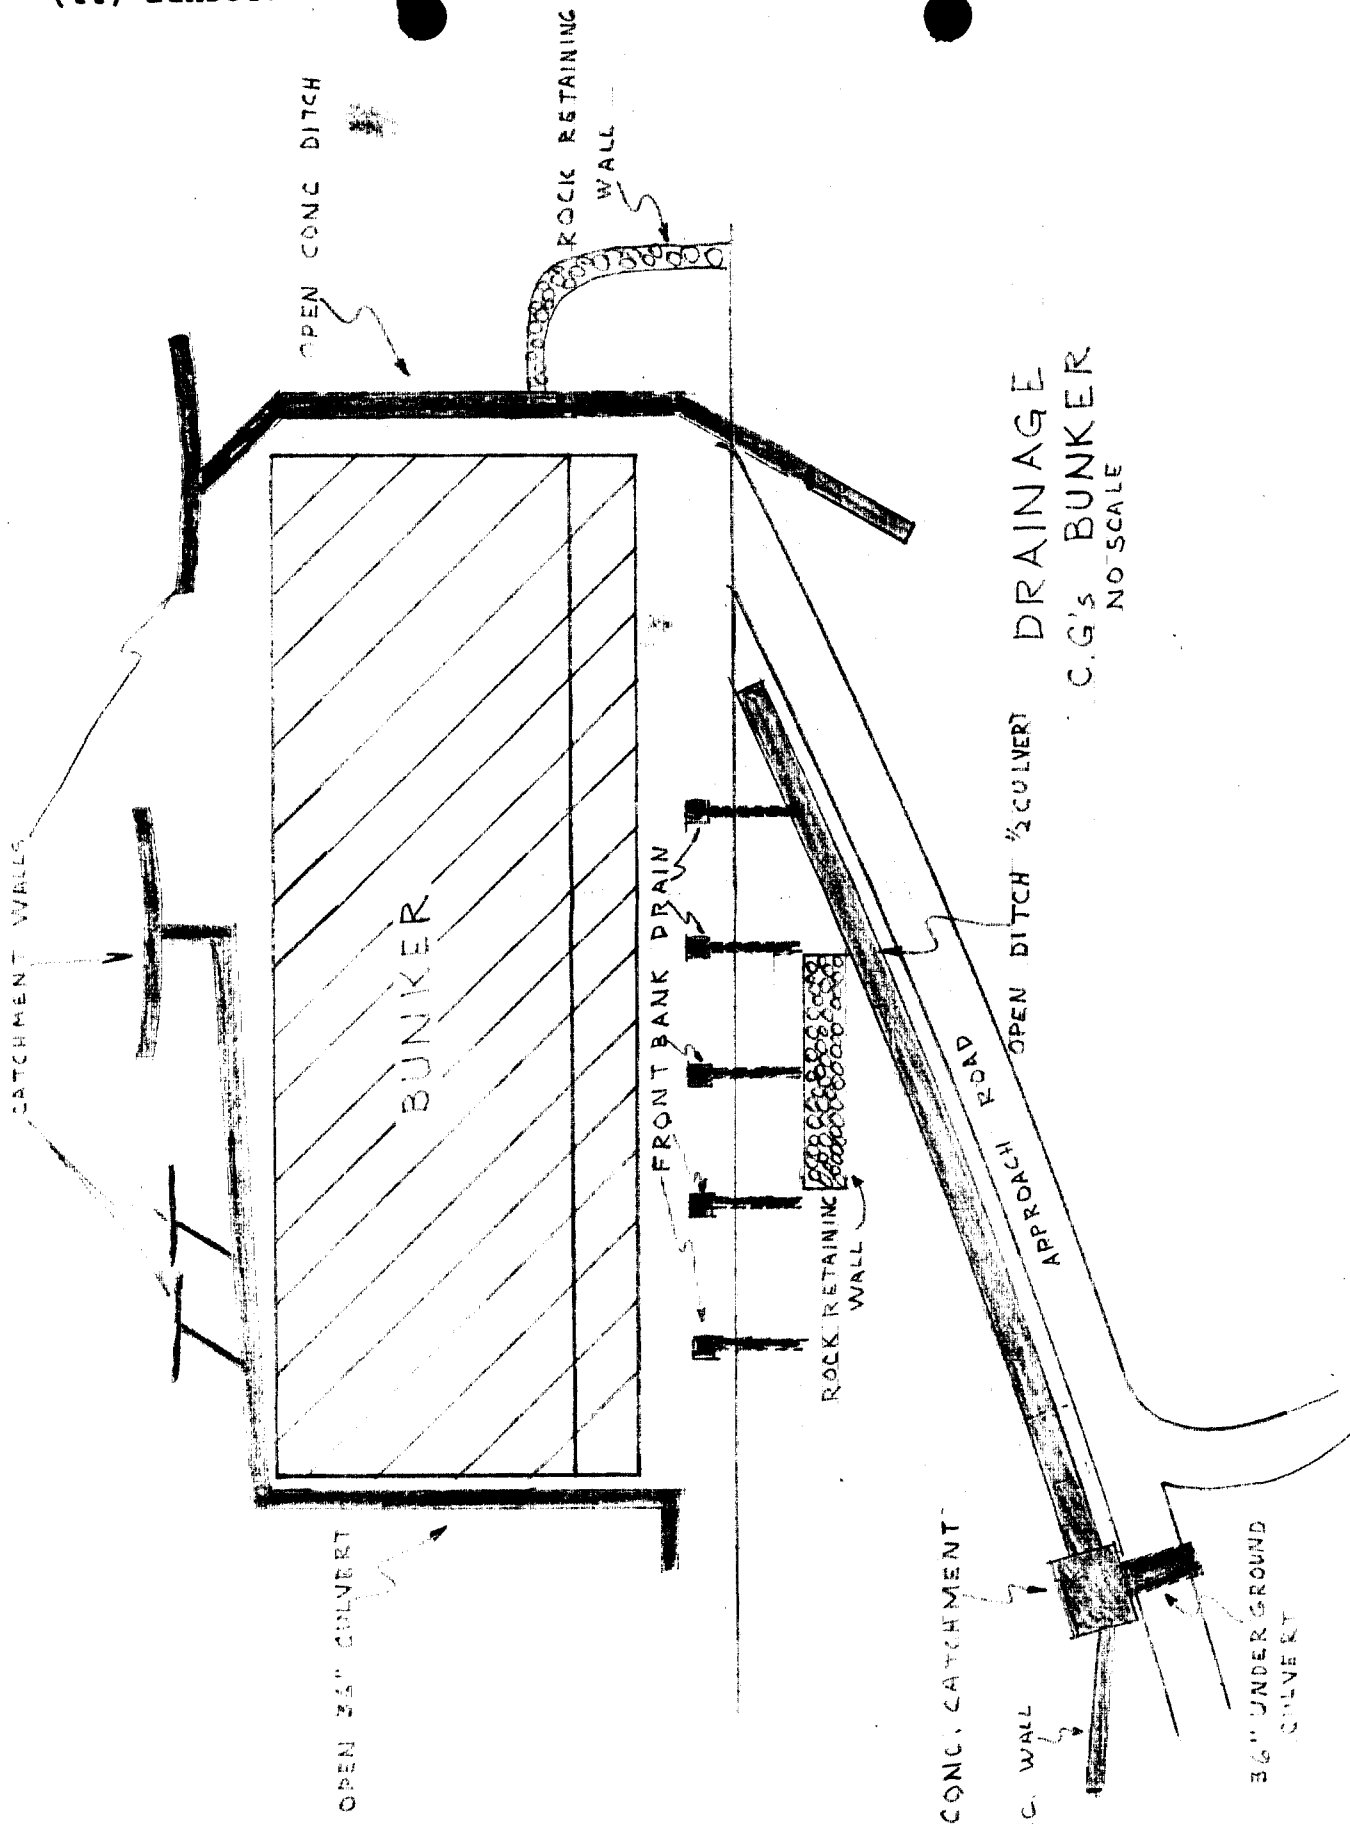 CATCHMENT WALLS
OPEN CONC DITCH
ROCK RETAINING
WALL
BUNKER
FRONT BANK DRAIN
OPEN 36" CULVERT
ROCK RETAINING
WALL
OPEN DITCH ½ CULVERT
APPROACH ROAD
CONC. CATCHMENT
C. WALL
36" UNDERGROUND
CULVERT
DRAINAGE
C.G's BUNKER
NO SCALE